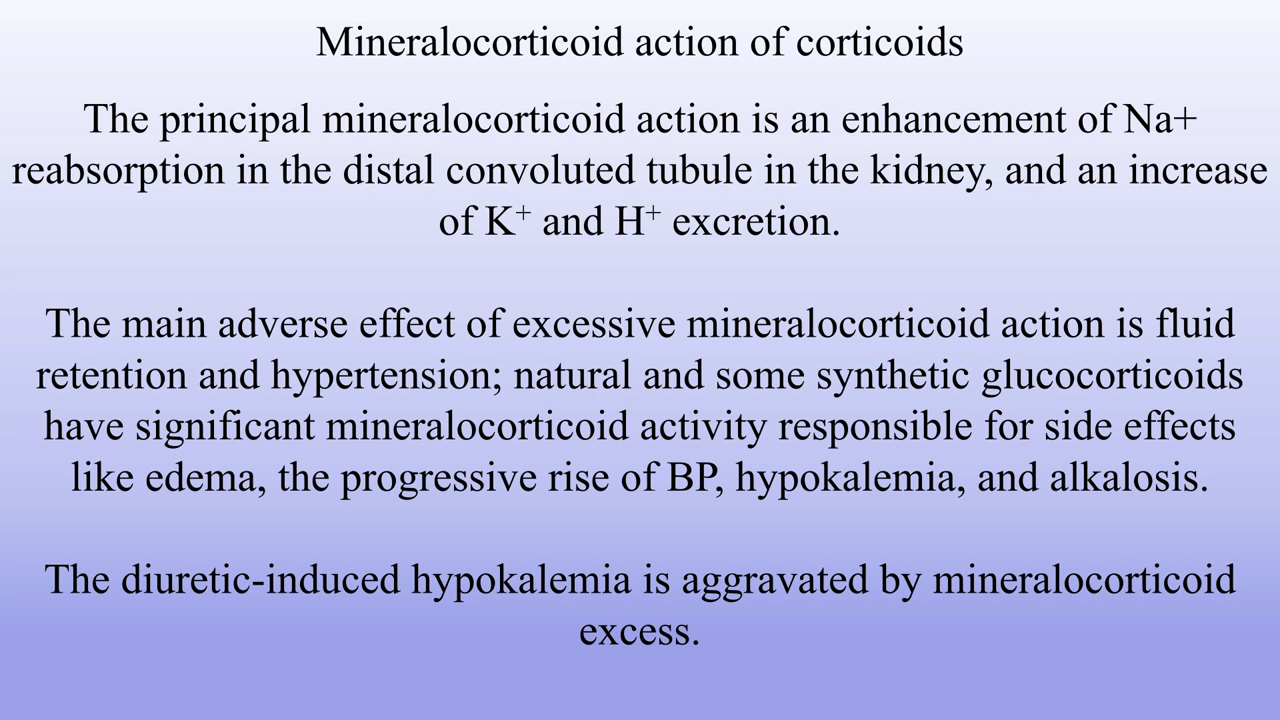 Mineralocorticoid action of corticoids
The principal mineralocorticoid action is an enhancement of Na+
reabsorption in the distal convoluted tubule in the kidney, and an increase
of K⁺ and H⁺ excretion.
The main adverse effect of excessive mineralocorticoid action is fluid
retention and hypertension; natural and some synthetic glucocorticoids
have significant mineralocorticoid activity responsible for side effects
like edema, the progressive rise of BP, hypokalemia, and alkalosis.
The diuretic-induced hypokalemia is aggravated by mineralocorticoid
excess.